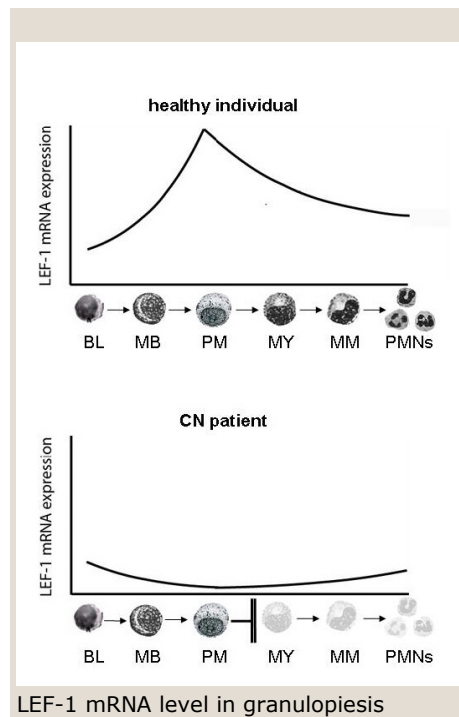 healthy individual
LEF-1 mRNA expression
BL MB PM MY MM PMNs
CN patient
LEF-1 mRNA expression
BL MB PM MY MM PMNs
LEF-1 mRNA level in granulopiesis